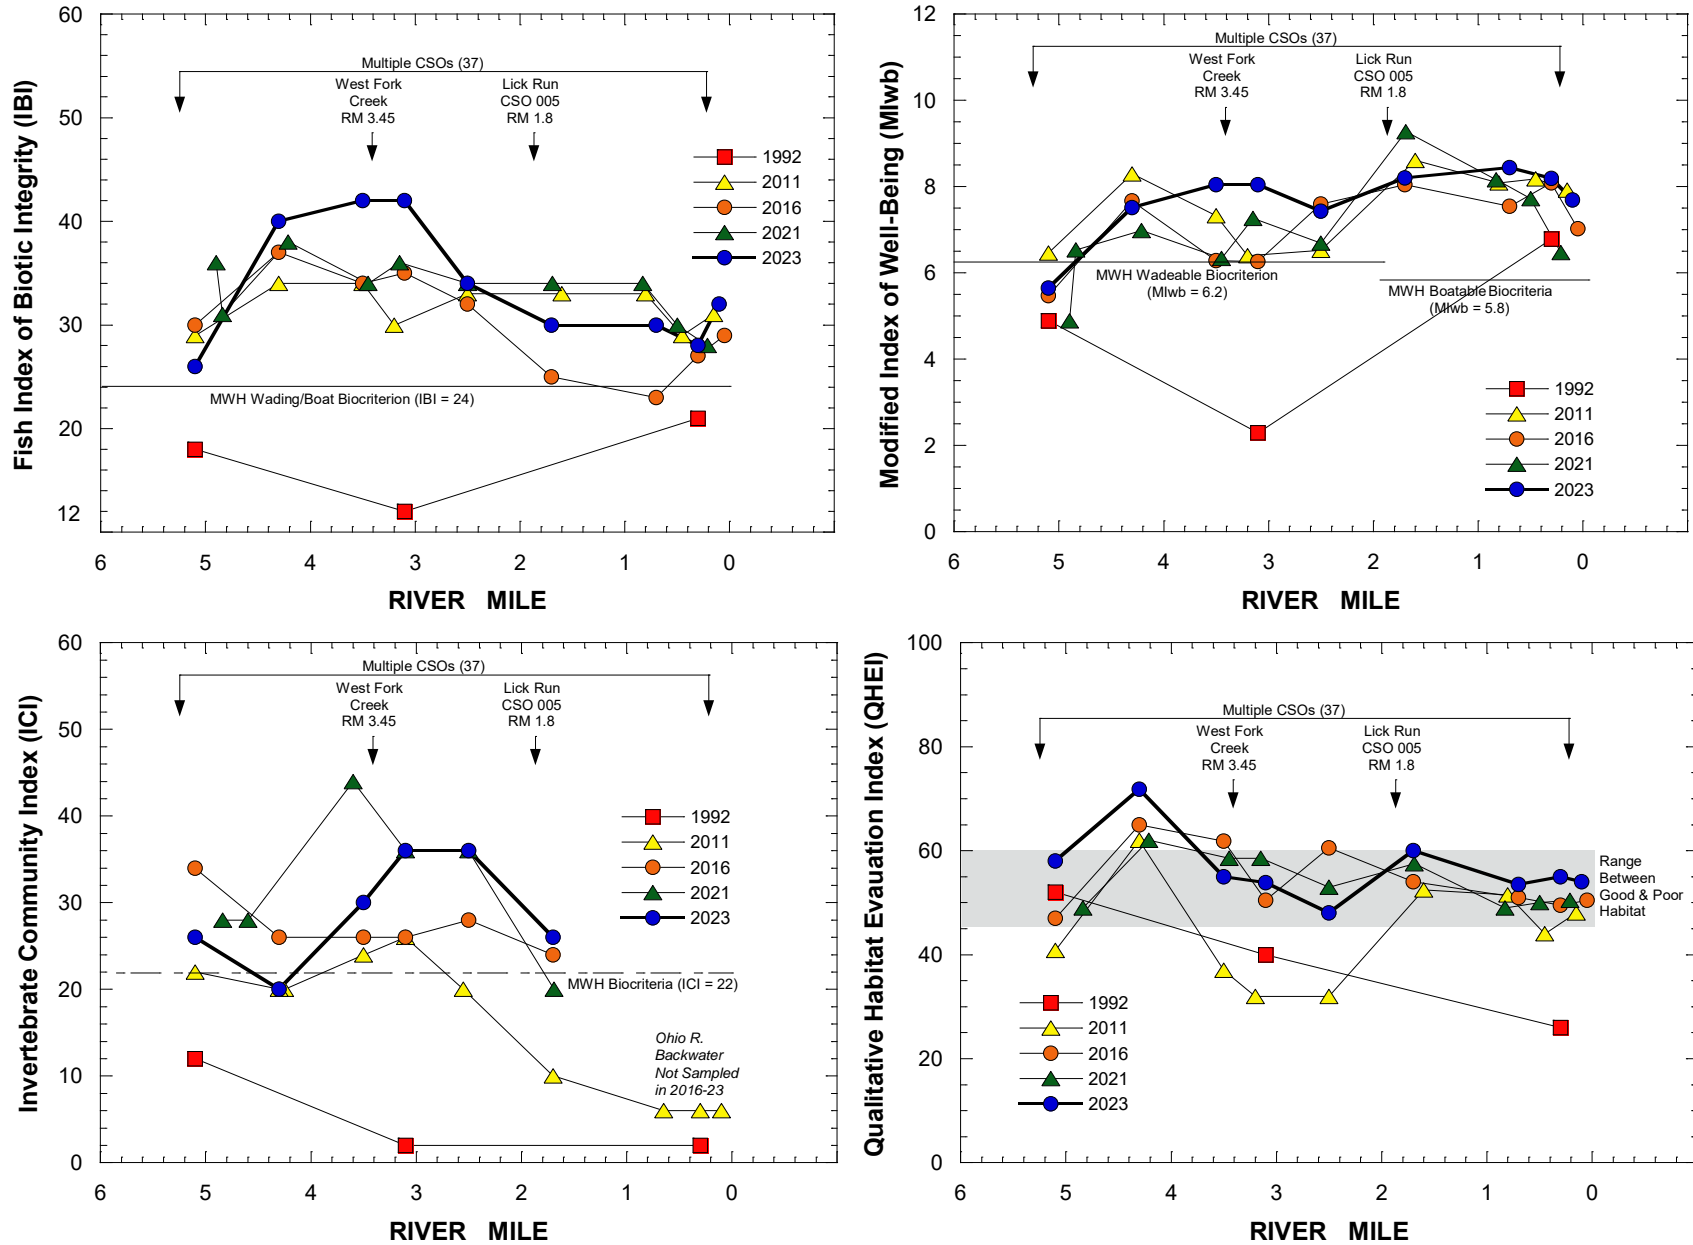 Fish Index of Biotic Integrity (IBI)
60
50
40
30
20
12
Multiple CSOs (37)
West Fork
Creek
RM 3.45
Lick Run
CSO 005
RM 1.8
1992
2011
2016
2021
2023
MWH Wading/Boat Biocriterion (IBI = 24)
6 5 4 3 2 1 0
RIVER MILE
Modified Index of Well-Being (MIwb)
12
10
8
6
4
2
0
Multiple CSOs (37)
West Fork
Creek
RM 3.45
Lick Run
CSO 005
RM 1.8
MWH Wadeable Biocriterion
(MIwb = 6.2)
MWH Boatable Biocriteria
(MIwb = 5.8)
1992
2011
2016
2021
2023
6 5 4 3 2 1 0
RIVER MILE
Invertebrate Community Index (ICI)
60
50
40
30
20
10
0
Multiple CSOs (37)
West Fork
Creek
RM 3.45
Lick Run
CSO 005
RM 1.8
1992
2011
2016
2021
2023
MWH Biocriteria (ICI = 22)
Ohio R.
Backwater
Not Sampled
in 2016-23
6 5 4 3 2 1 0
RIVER MILE
Qualitative Habitat Evauation Index (QHEI)
100
80
60
40
20
0
Multiple CSOs (37)
West Fork
Creek
RM 3.45
Lick Run
CSO 005
RM 1.8
Range
Between
Good & Poor
Habitat
1992
2011
2016
2021
2023
6 5 4 3 2 1 0
RIVER MILE